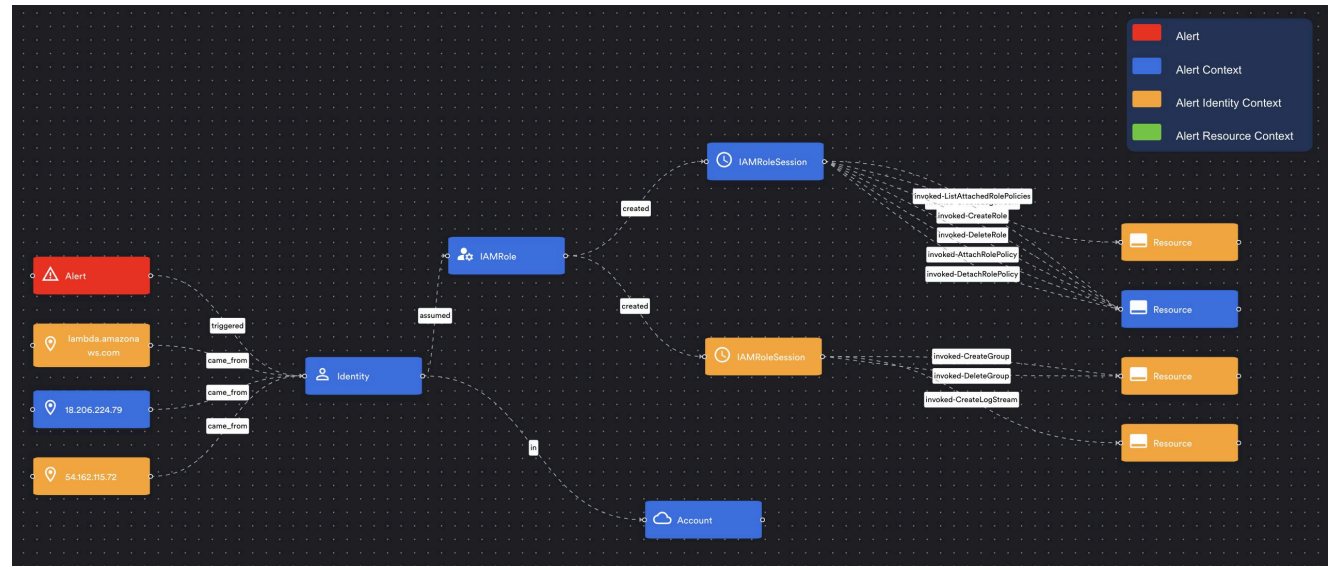 Alert
Alert Context
Alert Identity Context
Alert Resource Context
IAMRoleSession
invoked-ListAttachedRolePolicies
invoked-CreateRole
invoked-DeleteRole
invoked-AttachRolePolicy
invoked-DetachRolePolicy
created
Resource
IAMRole
Alert
Resource
created
assumed
triggered
lambda.amazona
ws.com
came_from
Identity
IAMRoleSession
invoked-CreateGroup
invoked-DeleteGroup
Resource
came_from
invoked-CreateLogStream
18.206.224.79
came_from
in
Resource
54.162.115.72
Account